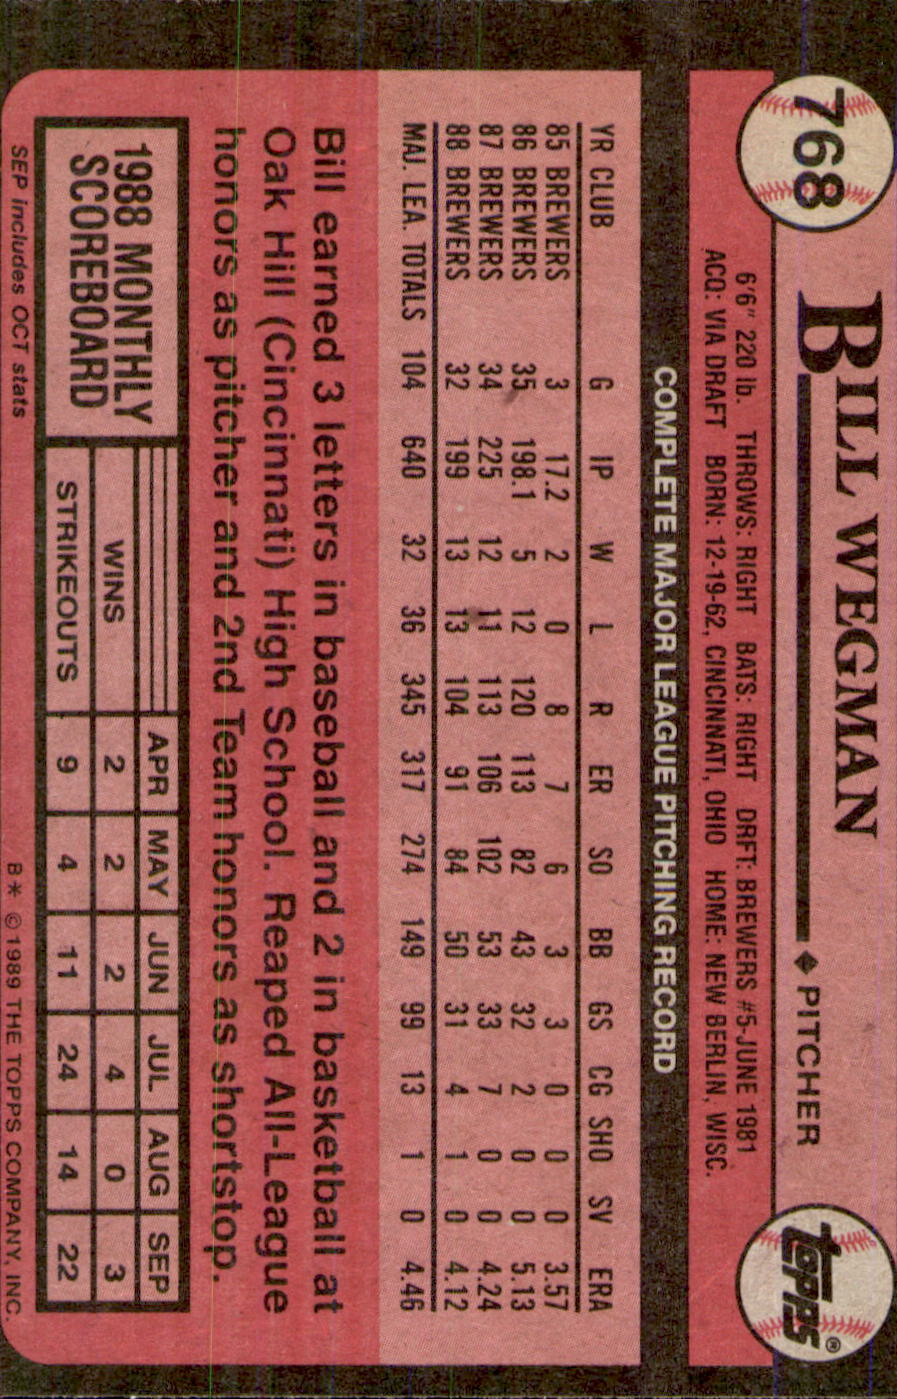 768
BILL WEGMAN
◆ PITCHER
TOPPS®
6'6" 220 lb. THROWS: RIGHT BATS: RIGHT DRFT: BREWERS #5-JUNE 1981
ACQ: VIA DRAFT BORN: 12-19-62, CINCINNATI, OHIO HOME: NEW BERLIN, WISC.
COMPLETE MAJOR LEAGUE PITCHING RECORD
YR CLUB G IP W L R ER SO BB GS CG SHO SV ERA
85 BREWERS 3 17.2 2 0 8 7 6 3 3 0 0 0 3.57
86 BREWERS 35 198.1 5 12 120 113 82 43 32 2 0 0 5.13
87 BREWERS 34 225 12 11 113 106 102 53 33 7 0 0 4.24
88 BREWERS 32 199 13 13 104 91 84 50 31 4 1 0 4.12
MAJ. LEA. TOTALS 104 640 32 36 345 317 274 149 99 13 1 0 4.46
Bill earned 3 letters in baseball and 2 in basketball at
Oak Hill (Cincinnati) High School. Reaped All-League
honors as pitcher and 2nd Team honors as shortstop.
1988 MONTHLY
SCOREBOARD
APR MAY JUN JUL AUG SEP
WINS 2 2 2 4 0 3
STRIKEOUTS 9 4 11 24 14 22
SEP includes OCT stats
B* ©1989 THE TOPPS COMPANY, INC.